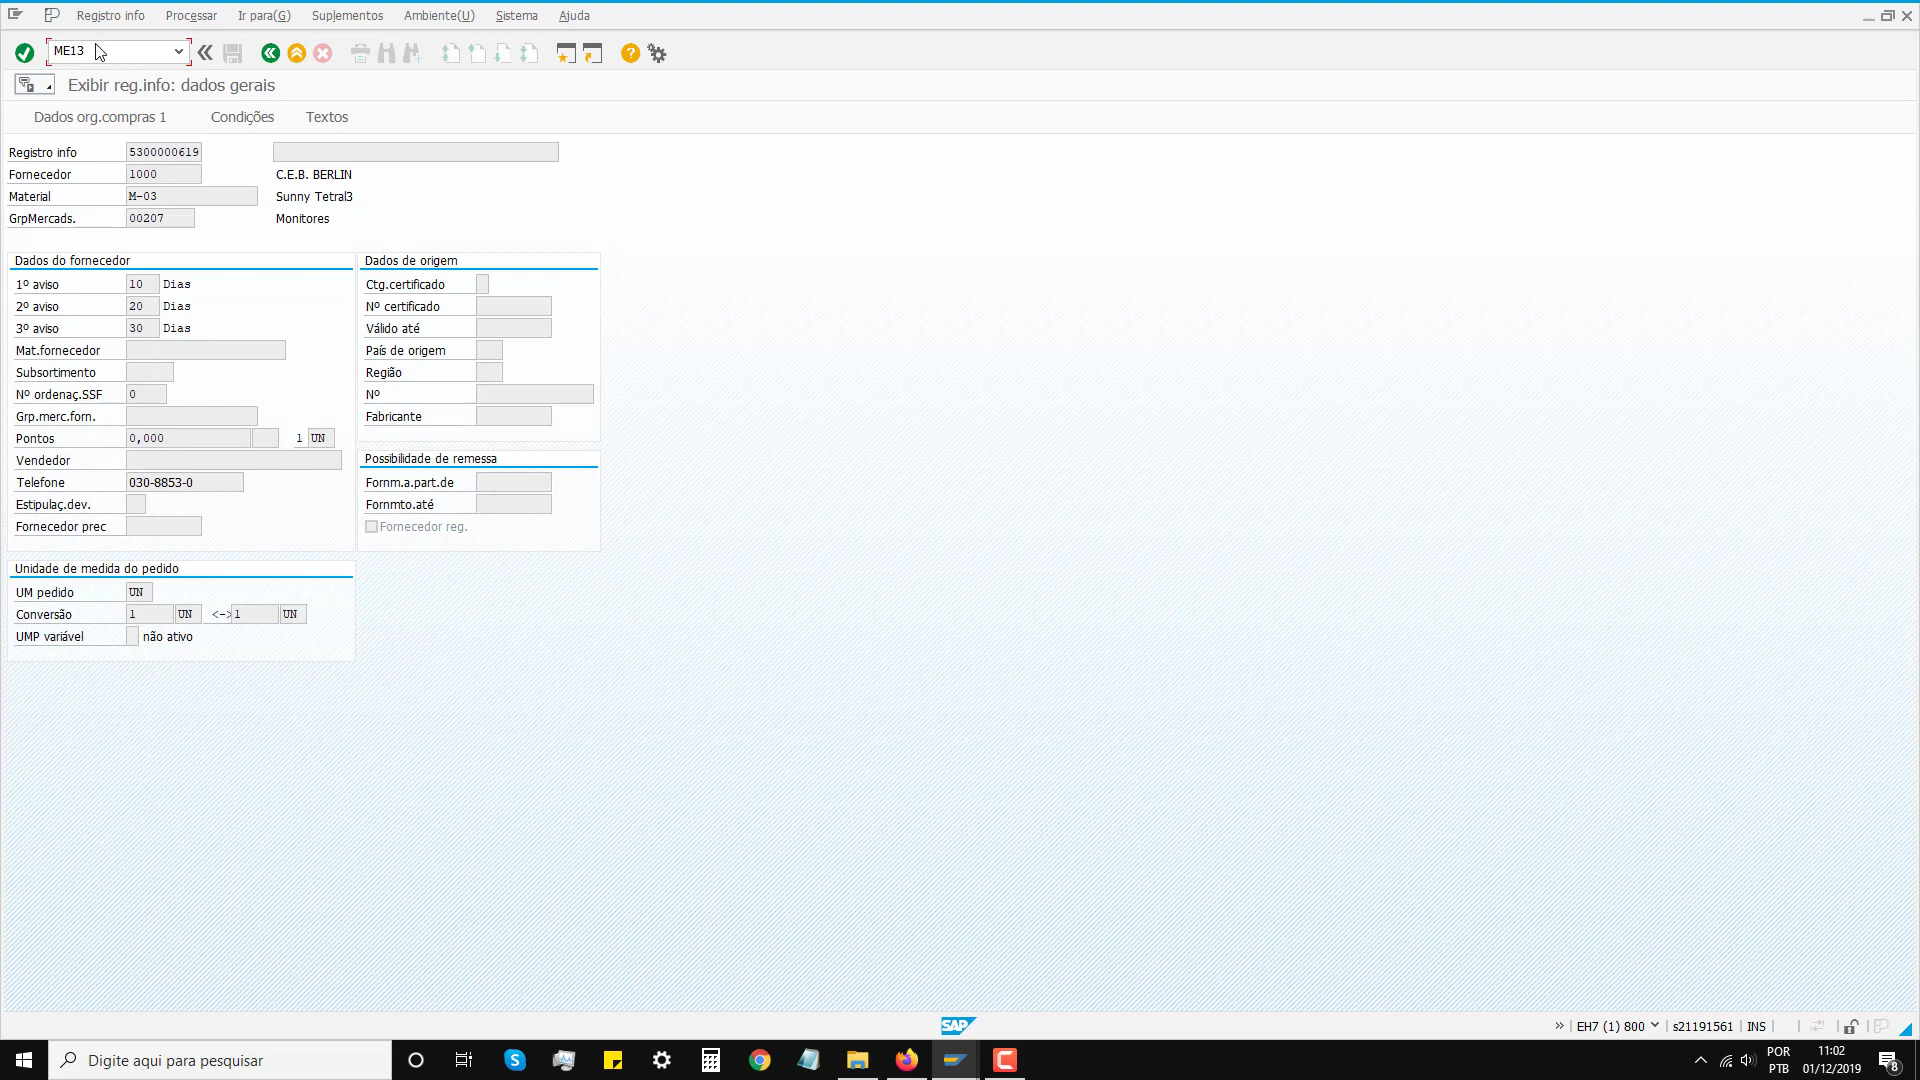 Registro info Processar Ir para(G) Suplementos Ambiente(U) Sistema Ajuda
ME13
Exibir reg.info: dados gerais
Dados org.compras 1 Condições Textos
Registro info 5300000619
Fornecedor 1000 C.E.B. BERLIN
Material M-03 Sunny Tetral3
GrpMercads. 00207 Monitores
Dados do fornecedor
1º aviso 10 Dias
2º aviso 20 Dias
3º aviso 30 Dias
Mat.fornecedor
Subsortimento
Nº ordenaç.SSF 0
Grp.merc.forn.
Pontos 0,000 1 UN
Vendedor
Telefone 030-8853-0
Estipulaç.dev.
Fornecedor prec
Dados de origem
Ctg.certificado
Nº certificado
Válido até
País de origem
Região
Nº
Fabricante
Possibilidade de remessa
Fornm.a.part.de
Fornmto.até
Fornecedor reg.
Unidade de medida do pedido
UM pedido UN
Conversão 1 UN <-> 1 UN
UMP variável não ativo
SAP
EH7 (1) 800 s21191561 INS
Digite aqui para pesquisar
POR
PTB
11:02
01/12/2019
8